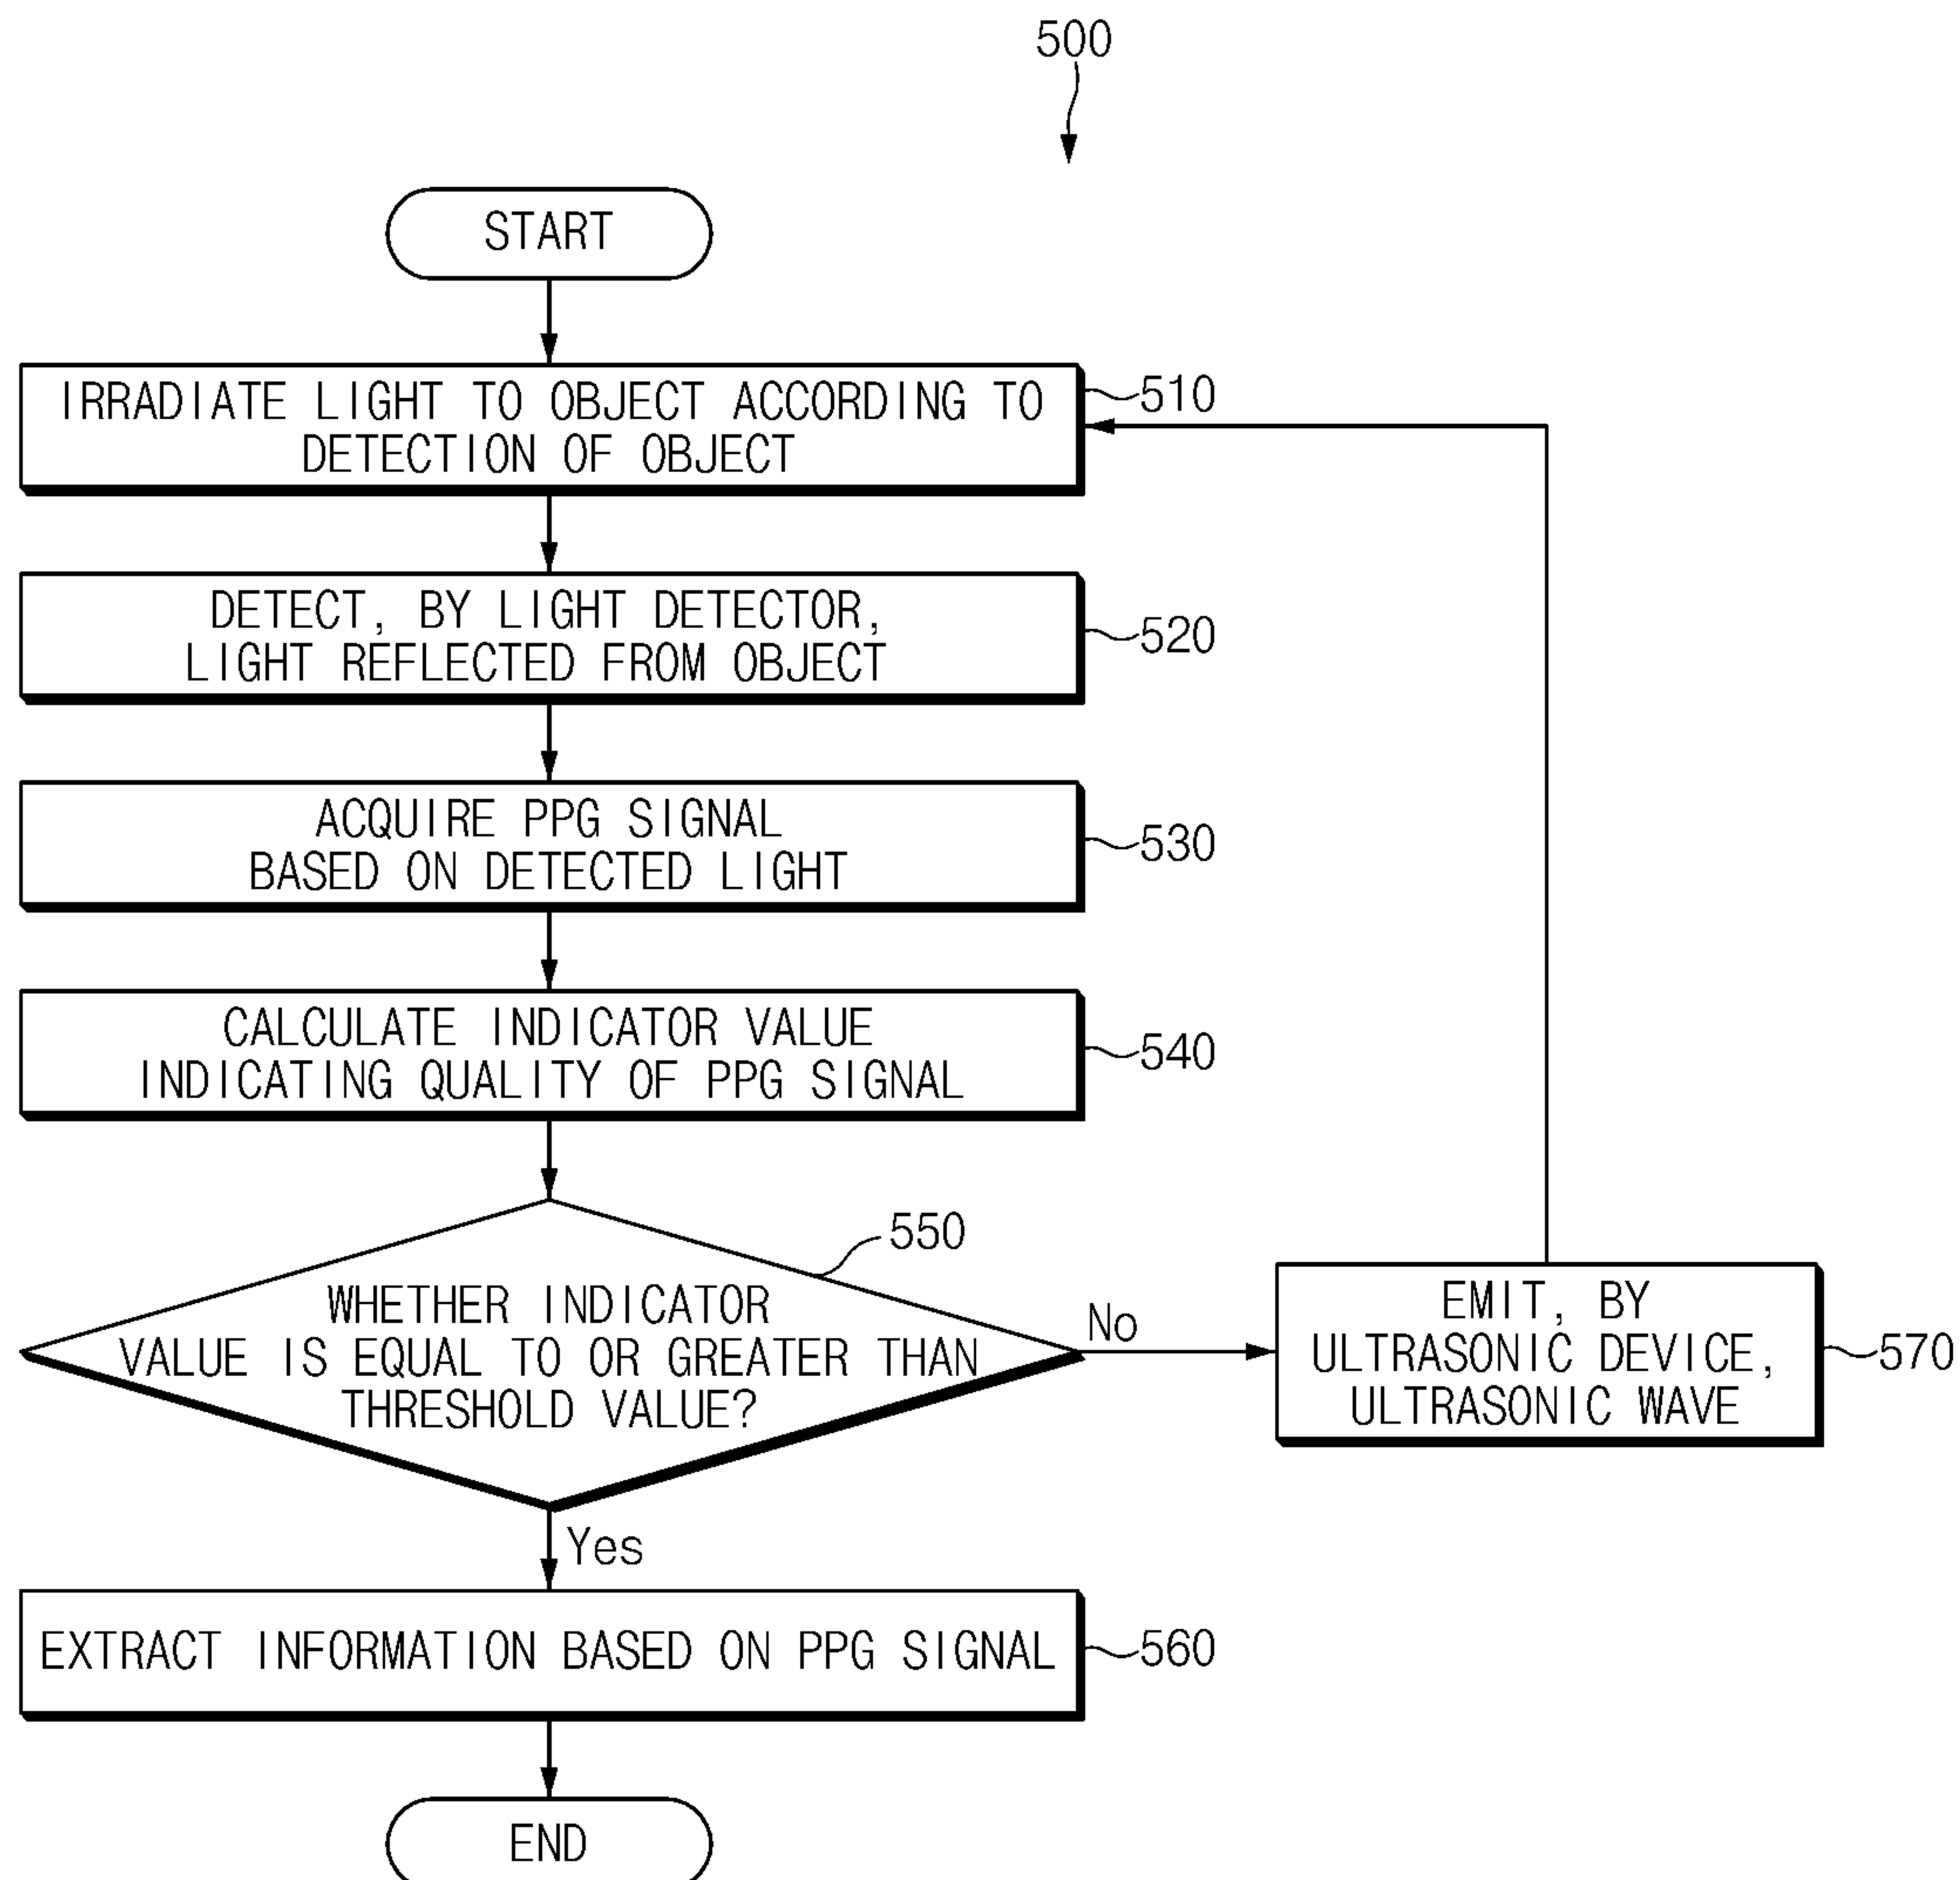 500
START
IRRADIATE LIGHT TO OBJECT ACCORDING TO
DETECTION OF OBJECT
510
DETECT, BY LIGHT DETECTOR,
LIGHT REFLECTED FROM OBJECT
520
ACQUIRE PPG SIGNAL
BASED ON DETECTED LIGHT
530
CALCULATE INDICATOR VALUE
INDICATING QUALITY OF PPG SIGNAL
540
550
WHETHER INDICATOR
VALUE IS EQUAL TO OR GREATER THAN
THRESHOLD VALUE?
No
EMIT, BY
ULTRASONIC DEVICE,
ULTRASONIC WAVE
570
Yes
EXTRACT INFORMATION BASED ON PPG SIGNAL
560
END